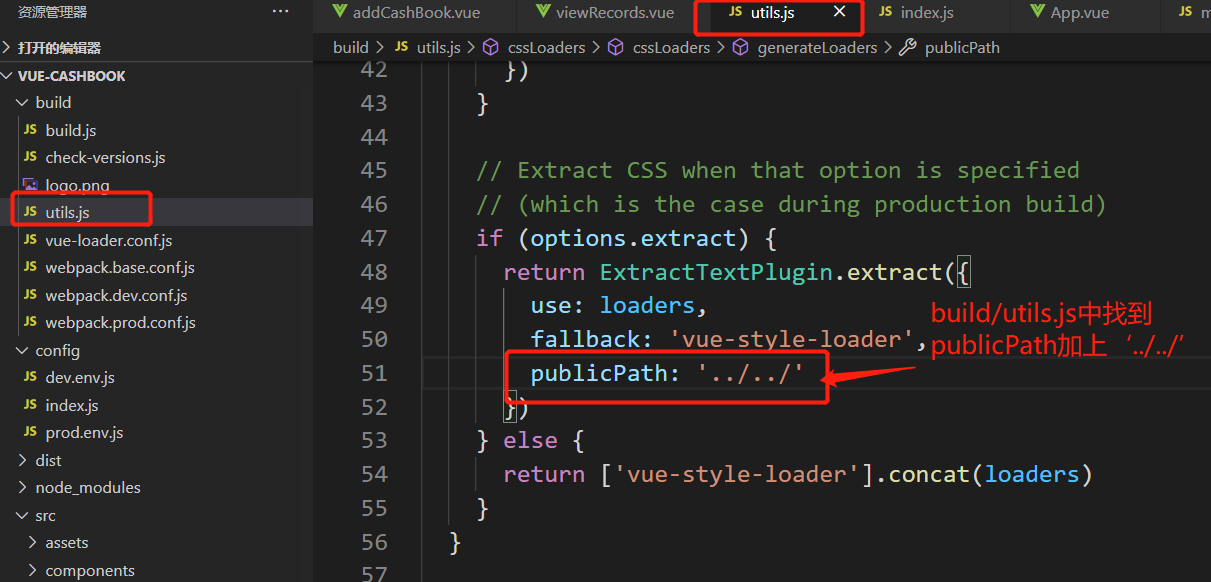 资源管理器 ···
打开的编辑器
VUE-CASHBOOK
build
JS build.js
JS check-versions.js
logo.png
JS utils.js
JS vue-loader.conf.js
JS webpack.base.conf.js
JS webpack.dev.conf.js
JS webpack.prod.conf.js
config
JS dev.env.js
JS index.js
JS prod.env.js
dist
node_modules
src
assets
components
addCashBook.vue viewRecords.vue JS utils.js × JS index.js App.vue JS
build > JS utils.js > cssLoaders > cssLoaders > generateLoaders > publicPath
42 })
43 }
44
45 // Extract CSS when that option is specified
46 // (which is the case during production build)
47 if (options.extract) {
48 return ExtractTextPlugin.extract({
49 use: loaders,
50 fallback: 'vue-style-loader',
51 publicPath: '../../'
52 })
53 } else {
54 return ['vue-style-loader'].concat(loaders)
55 }
56 }
57
build/utils.js中找到
publicPath加上‘../../’